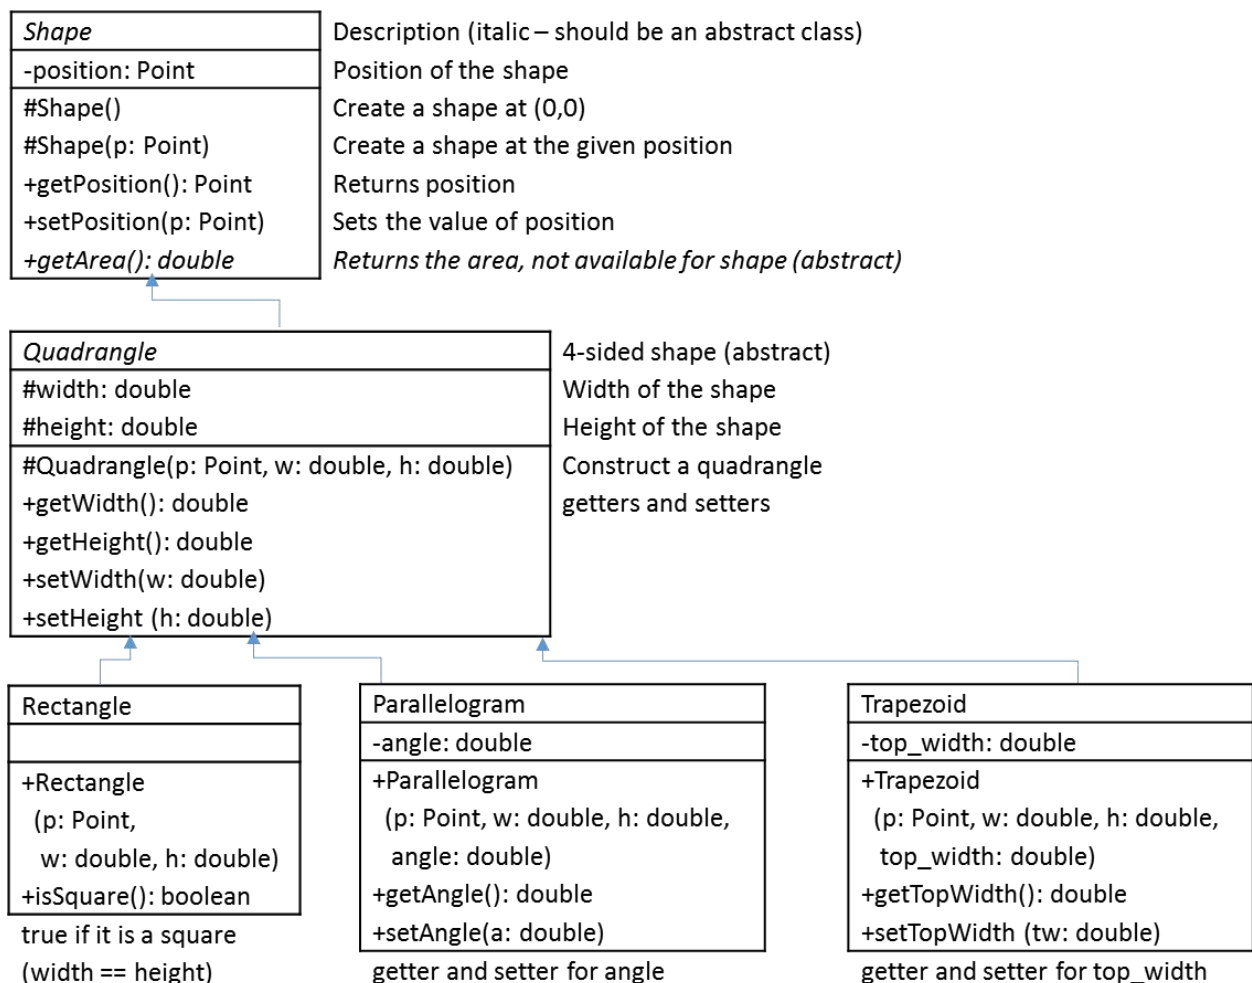 Shape
Description (italic – should be an abstract class)
-position: Point
Position of the shape
#Shape()
Create a shape at (0,0)
#Shape(p: Point)
Create a shape at the given position
+getPosition(): Point
Returns position
+setPosition(p: Point)
Sets the value of position
+getArea(): double
Returns the area, not available for shape (abstract)
Quadrangle
4-sided shape (abstract)
#width: double
Width of the shape
#height: double
Height of the shape
#Quadrangle(p: Point, w: double, h: double)
Construct a quadrangle
+getWidth(): double
getters and setters
+getHeight(): double
+setWidth(w: double)
+setHeight (h: double)
Rectangle
+Rectangle
(p: Point,
w: double, h: double)
+isSquare(): boolean
true if it is a square
(width == height)
Parallelogram
-angle: double
+Parallelogram
(p: Point, w: double, h: double,
angle: double)
+getAngle(): double
+setAngle(a: double)
getter and setter for angle
Trapezoid
-top_width: double
+Trapezoid
(p: Point, w: double, h: double,
top_width: double)
+getTopWidth(): double
+setTopWidth (tw: double)
getter and setter for top_width